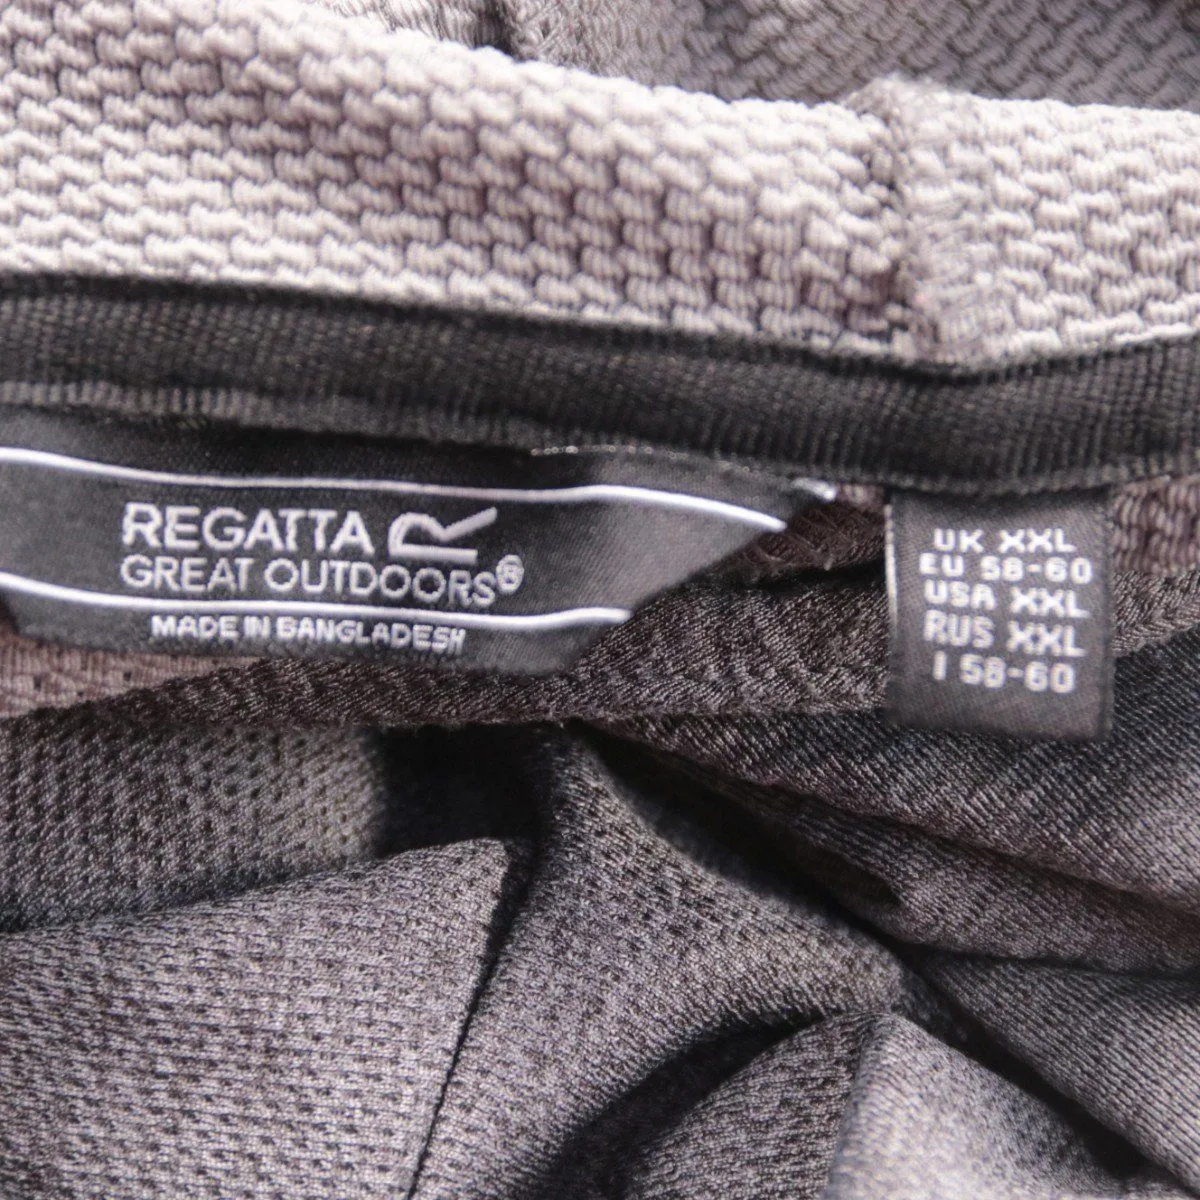 REGATTA
GREAT OUTDOORS®
MADE IN BANGLADESH
UK XXL
EU 58-60
USA XXL
RUS XXL
I 58-60